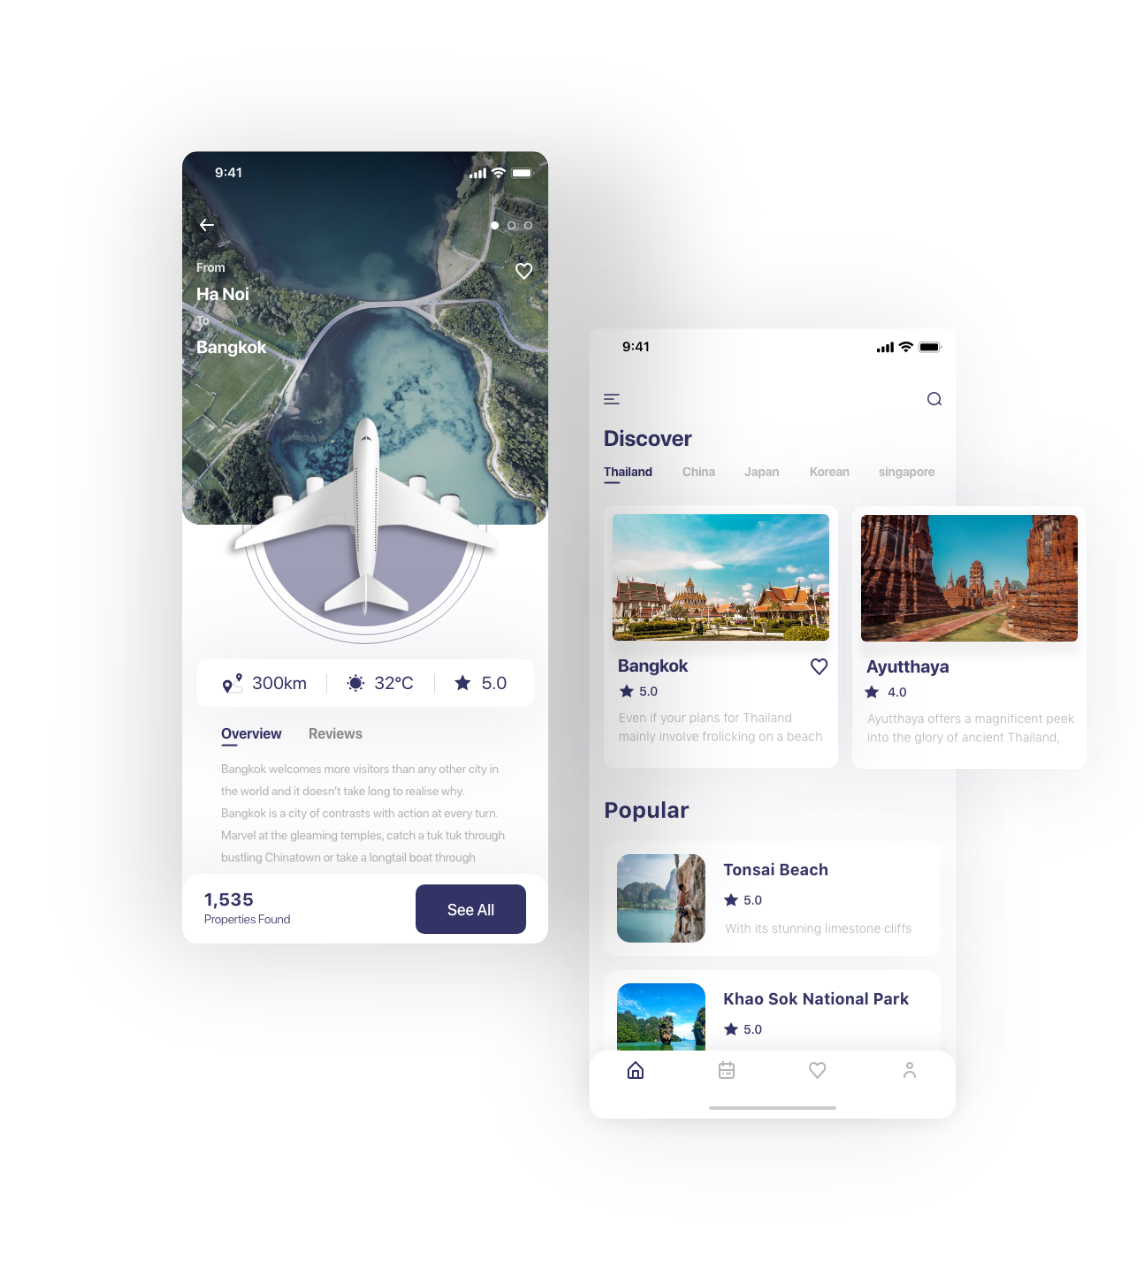 9:41
From
Ha Noi
To
Bangkok
300km
32°C
5.0
Overview
Reviews
Bangkok welcomes more visitors than any other city in
the world and it doesn't take long to realise why.
Bangkok is a city of contrasts with action at every turn.
Marvel at the gleaming temples, catch a tuk tuk through
bustling Chinatown or take a longtail boat through
1,535
Properties Found
See All
9:41
Discover
Thailand
China
Japan
Korean
singapore
Bangkok
5.0
Even if your plans for Thailand
mainly involve frolicking on a beach
Ayutthaya
4.0
Ayutthaya offers a magnificent peek
into the glory of ancient Thailand,
Popular
Tonsai Beach
5.0
With its stunning limestone cliffs
Khao Sok National Park
5.0